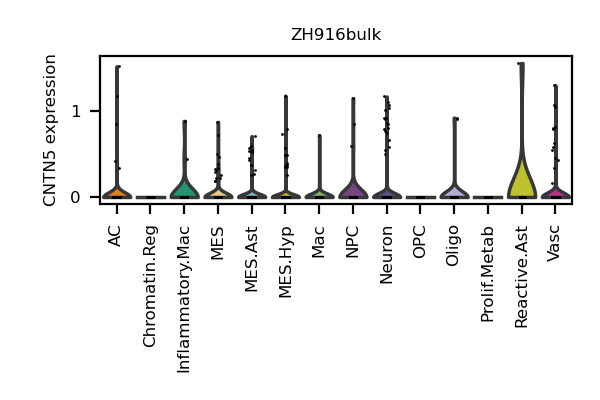 ZH916bulk
CNTN5 expression
1
0
AC
Chromatin.Reg
Inflammatory.Mac
MES
MES.Ast
MES.Hyp
Mac
NPC
Neuron
OPC
Oligo
Prolif.Metab
Reactive.Ast
Vasc